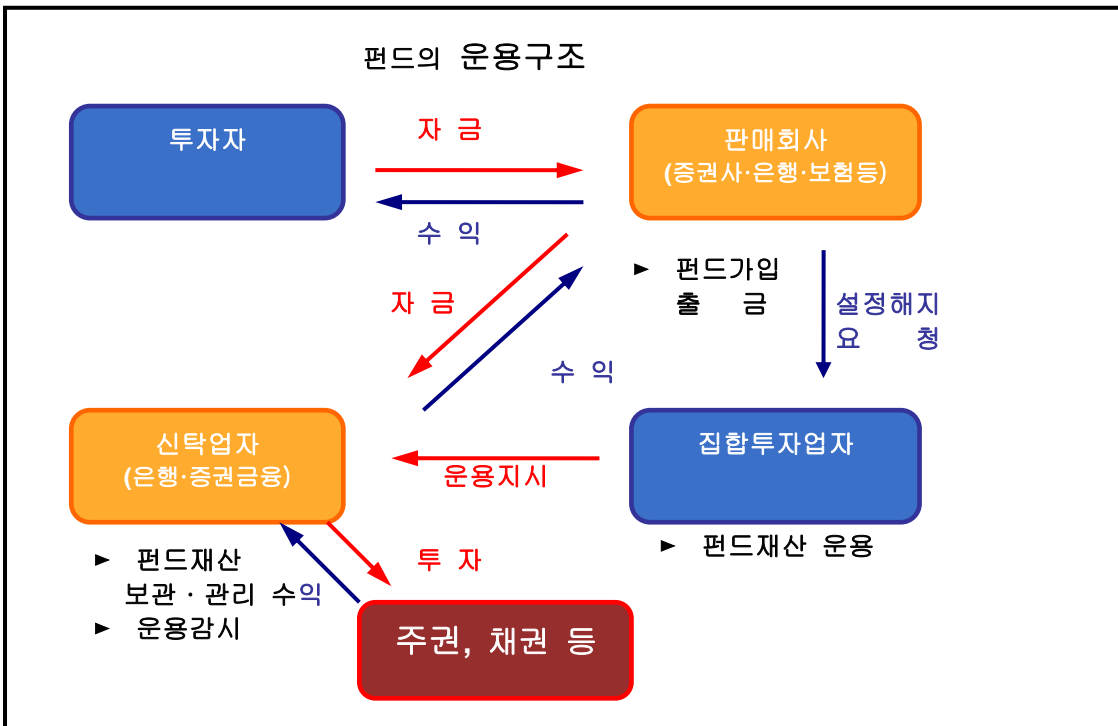 펀드의 운용구조
투자자
자 금
판매회사
(증권사·은행·보험등)
수 익
► 펀드가입
출 금
자 금
설정해지
요 청
수 익
신탁업자
(은행·증권금융)
집합투자업자
운용지시
► 펀드재산 운용
► 펀드재산
보관 · 관리 수익
► 운용감시
투 자
주권, 채권 등